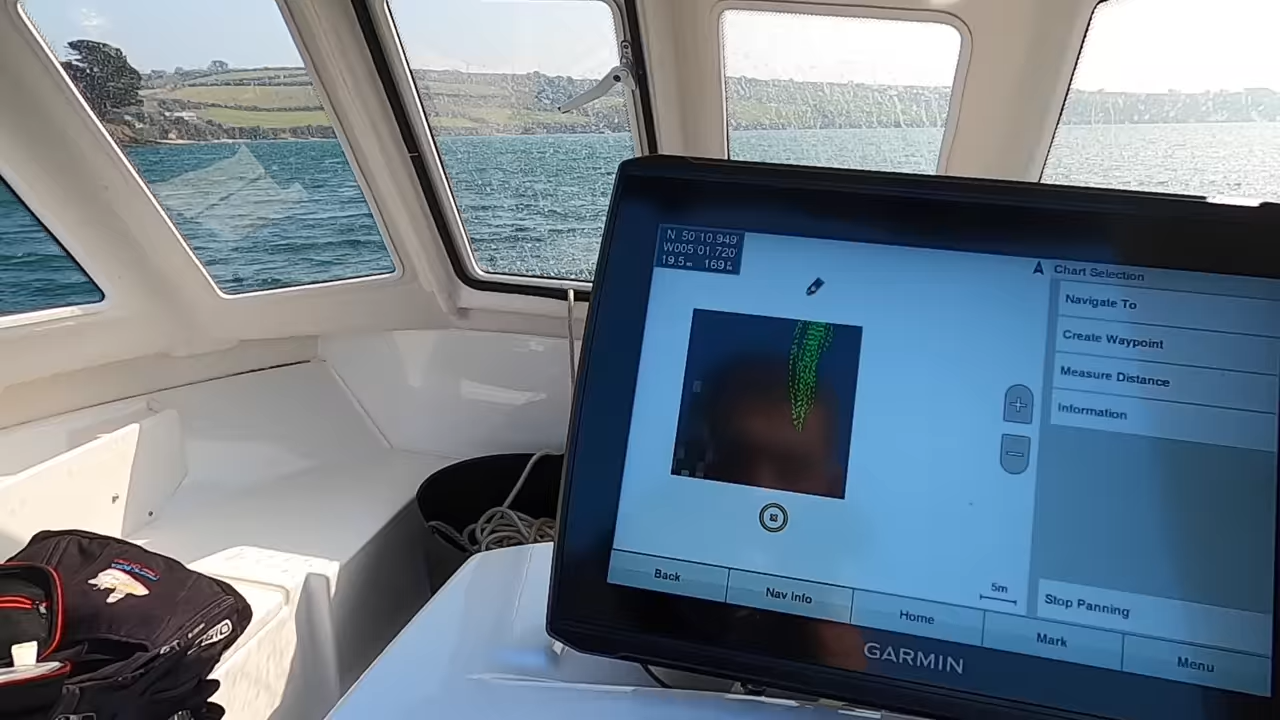 N 50°10.949'
W005°01.720'
19.5m 169°
Chart Selection
Navigate To
Create Waypoint
Measure Distance
Information
5m
Stop Panning
Back
Nav Info
Home
Mark
Menu
GARMIN
OGIO